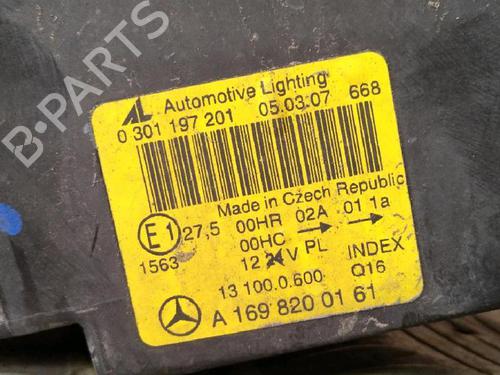 B-PARTS
AL Automotive Lighting
0 301 197 201 05.03.07 668
Made in Czech Republic
E1 27,5 00HR 02A 01 1a
00HC
1563 12 24V PL INDEX
13 100.0.600 Q16
A 169 820 01 61